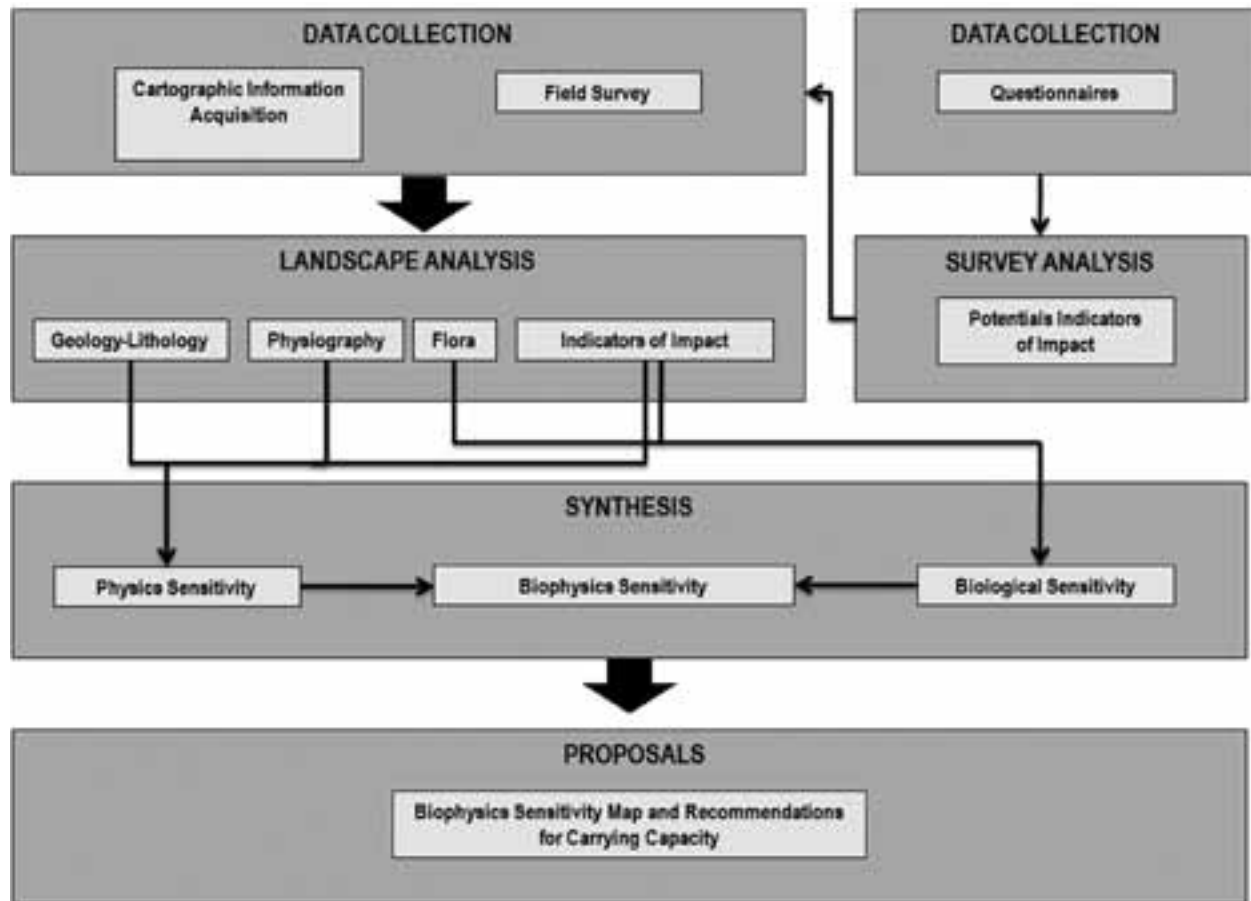 DATA COLLECTION
Cartographic Information
Acquisition
Field Survey
DATA COLLECTION
Questionnaires
LANDSCAPE ANALYSIS
Geology-Lithology
Physiography
Flora
Indicators of Impact
SURVEY ANALYSIS
Potentials Indicators
of Impact
SYNTHESIS
Physics Sensitivity
Biophysics Sensitivity
Biological Sensitivity
PROPOSALS
Biophysics Sensitivity Map and Recommendations
for Carrying Capacity